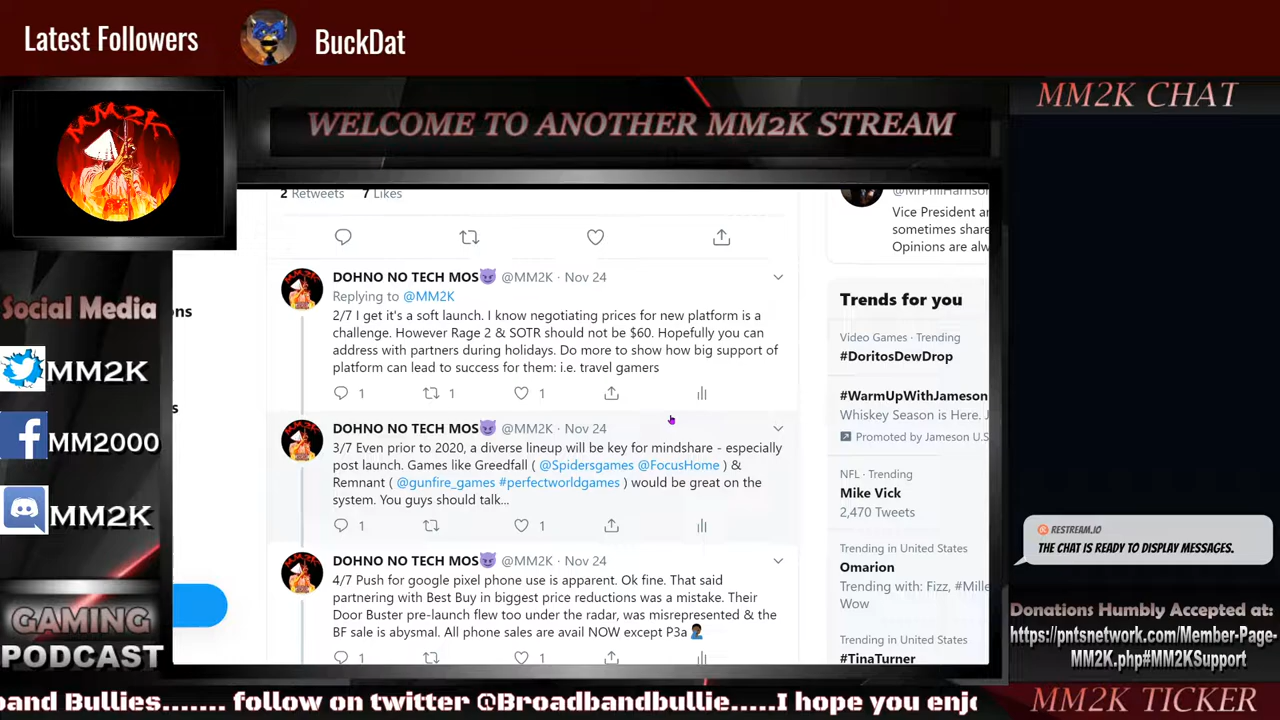 Latest Followers
BuckDat
MM2K
WELCOME TO ANOTHER MM2K STREAM
MM2K CHAT
2 Retweets 7 Likes
DOHNO NO TECH MOS😈 @MM2K · Nov 24
Replying to @MM2K
2/7 I get it's a soft launch. I know negotiating prices for new platform is a
challenge. However Rage 2 & SOTR should not be $60. Hopefully you can
address with partners during holidays. Do more to show how big support of
platform can lead to success for them: i.e. travel gamers
1 1 1
DOHNO NO TECH MOS😈 @MM2K · Nov 24
3/7 Even prior to 2020, a diverse lineup will be key for mindshare - especially
post launch. Games like Greedfall ( @Spidersgames @FocusHome ) &
Remnant ( @gunfire_games #perfectworldgames ) would be great on the
system. You guys should talk...
1 1
DOHNO NO TECH MOS😈 @MM2K · Nov 24
4/7 Push for google pixel phone use is apparent. Ok fine. That said
partnering with Best Buy in biggest price reductions was a mistake. Their
Door Buster pre-launch flew too under the radar, was misrepresented & the
BF sale is abysmal. All phone sales are avail NOW except P3a🤦🏿‍♂️
1 1
@MrPhilHarrison
Vice President an
sometimes share
Opinions are alw
Trends for you
Video Games · Trending
#DoritosDewDrop
#WarmUpWithJameson
Whiskey Season is Here. J
Promoted by Jameson U.S
NFL · Trending
Mike Vick
2,470 Tweets
Trending in United States
Omarion
Trending with: Fizz, #Mille
Wow
Trending in United States
#TinaTurner
Social Media
MM2K
MM2000
MM2K
ns
s
GAMING
PODCAST
RESTREAM.IO
THE CHAT IS READY TO DISPLAY MESSAGES.
Donations Humbly Accepted at:
https://pntsnetwork.com/Member-Page-
MM2K.php#MM2KSupport
and Bullies....... follow on twitter @Broadbandbullie.....I hope you enjo
MM2K TICKER